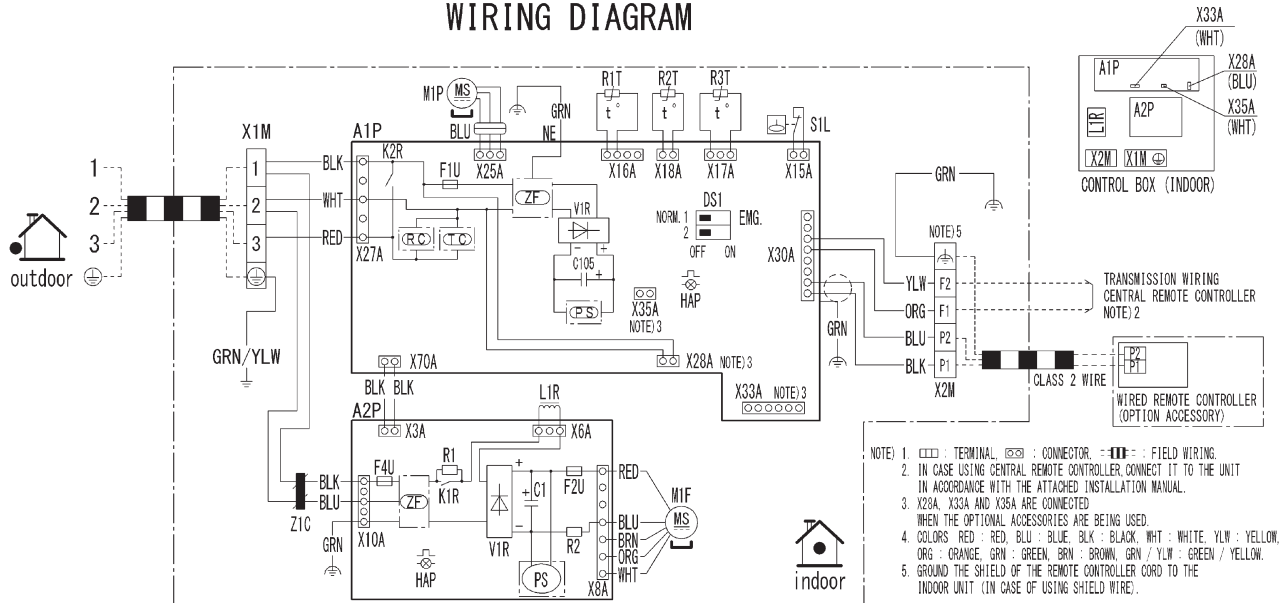 WIRING DIAGRAM
X33A
(WHT)
X28A
(BLU)
X35A
(WHT)
A1P
A2P
L1R
X2M
X1M
CONTROL BOX (INDOOR)
outdoor
1
2
3
X1M
1
2
3
GRN/YLW
BLK
WHT
RED
A1P
K2R
X27A
RC
TC
F1U
M1P
MS
BLU
X25A
NE
GRN
ZF
V1R
- +
C105
+
PS
R1T
t°
X16A
R2T
t°
X18A
R3T
t°
X17A
S1L
X15A
DS1
NORM. 1 EMG.
2
OFF ON
HAP
X30A
X35A
NOTE) 3
X28A NOTE) 3
X33A NOTE) 3
X70A
BLK BLK
GRN
GRN
NOTE) 5
YLW F2
ORG F1
BLU P2
BLK P1
X2M
TRANSMISSION WIRING
CENTRAL REMOTE CONTROLLER
NOTE) 2
CLASS 2 WIRE
P2
P1
WIRED REMOTE CONTROLLER
(OPTION ACCESSORY)
A2P
X3A
L1R
X6A
Z1C
BLK
BLU
GRN
X10A
F4U
ZF
R1
K1R
V1R
+
-
+
C1
F2U
R2
PS
HAP
X8A
RED
BLU
BRN
ORG
WHT
M1F
MS
indoor
NOTE) 1. : TERMINAL, : CONNECTOR, : FIELD WIRING.
2. IN CASE USING CENTRAL REMOTE CONTROLLER, CONNECT IT TO THE UNIT
IN ACCORDANCE WITH THE ATTACHED INSTALLATION MANUAL.
3. X28A, X33A AND X35A ARE CONNECTED
WHEN THE OPTIONAL ACCESSORIES ARE BEING USED.
4. COLORS RED : RED, BLU : BLUE, BLK : BLACK, WHT : WHITE, YLW : YELLOW,
ORG : ORANGE, GRN : GREEN, BRN : BROWN, GRN / YLW : GREEN / YELLOW.
5. GROUND THE SHIELD OF THE REMOTE CONTROLLER CORD TO THE
INDOOR UNIT (IN CASE OF USING SHIELD WIRE).